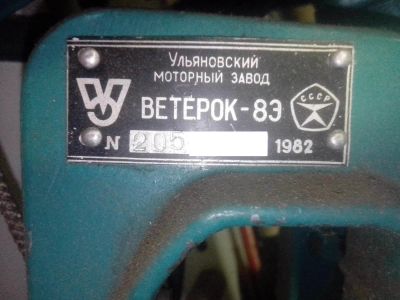 Ульяновский
моторный завод
ВЕТЕРОК-8Э
СССР
N 205 1982